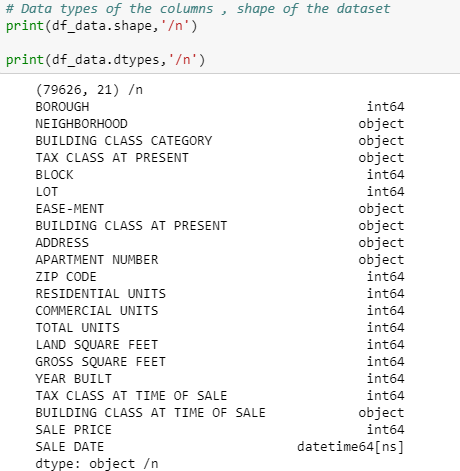 # Data types of the columns , shape of the dataset
print(df_data.shape,'/n')
print(df_data.dtypes,'/n')
(79626, 21) /n
BOROUGH int64
NEIGHBORHOOD object
BUILDING CLASS CATEGORY object
TAX CLASS AT PRESENT object
BLOCK int64
LOT int64
EASE-MENT object
BUILDING CLASS AT PRESENT object
ADDRESS object
APARTMENT NUMBER object
ZIP CODE int64
RESIDENTIAL UNITS int64
COMMERCIAL UNITS int64
TOTAL UNITS int64
LAND SQUARE FEET int64
GROSS SQUARE FEET int64
YEAR BUILT int64
TAX CLASS AT TIME OF SALE int64
BUILDING CLASS AT TIME OF SALE object
SALE PRICE int64
SALE DATE datetime64[ns]
dtype: object /n